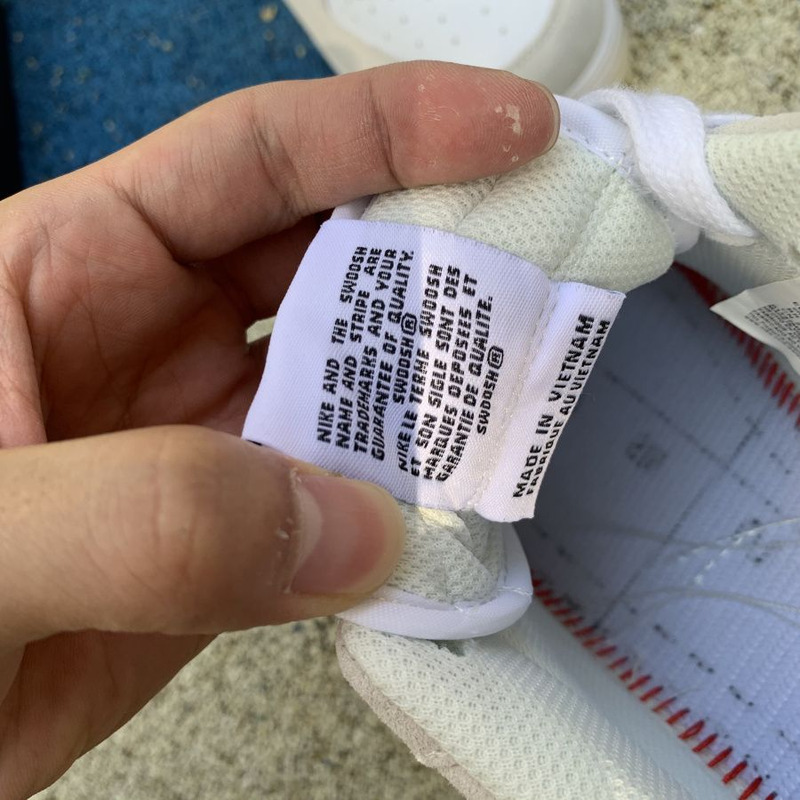 NIKE AND THE SWOOSH
NAME AND STRIPE ARE
TRADEMARKS AND YOUR
GUARANTEE OF QUALITY.
SWOOSH®
NIKE LE TERME SWOOSH
ET SON SIGLE SINT DES
MARQUES DEPOSEES ET
GARANTIE DE QUALITE.
SWOOSH®
MADE IN VIETNAM
FABRIQUE AU VIETNAM